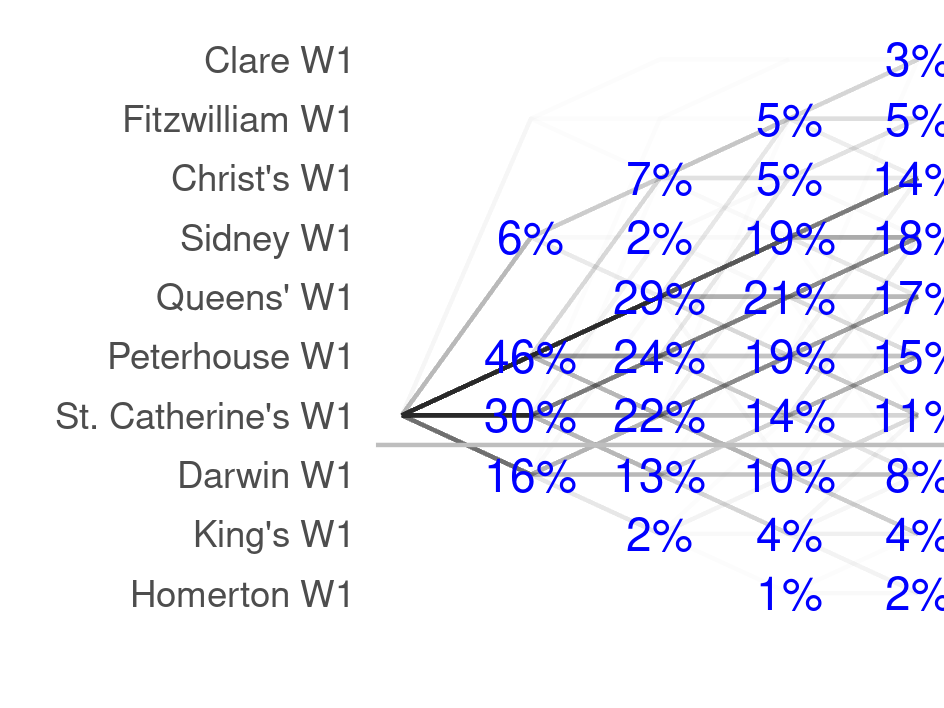 Clare W1 3%
Fitzwilliam W1 5% 5%
Christ's W1 7% 5% 14%
Sidney W1 6% 2% 19% 18%
Queens' W1 29% 21% 17%
Peterhouse W1 46% 24% 19% 15%
St. Catherine's W1 30% 22% 14% 11%
Darwin W1 16% 13% 10% 8%
King's W1 2% 4% 4%
Homerton W1 1% 2%